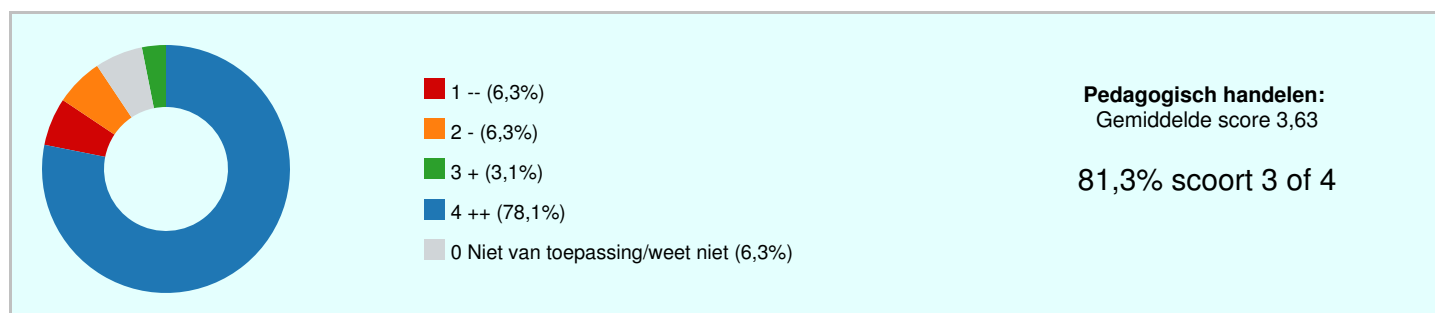 1 -- (6,3%)
2 - (6,3%)
3 + (3,1%)
4 ++ (78,1%)
0 Niet van toepassing/weet niet (6,3%)
Pedagogisch handelen:
Gemiddelde score 3,63
81,3% scoort 3 of 4